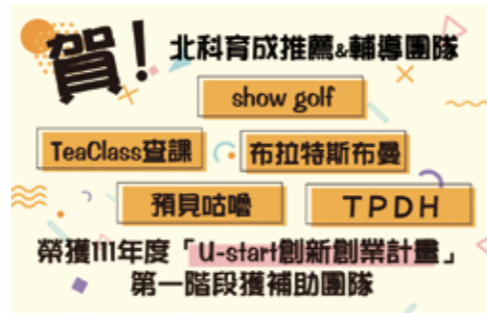 賀！
北科育成推薦&輔導團隊
show golf
TeaClass查課
布拉特斯布曼
預見咕嚕
TPDH
榮獲111年度「U-start創新創業計畫」
第一階段獲補助團隊